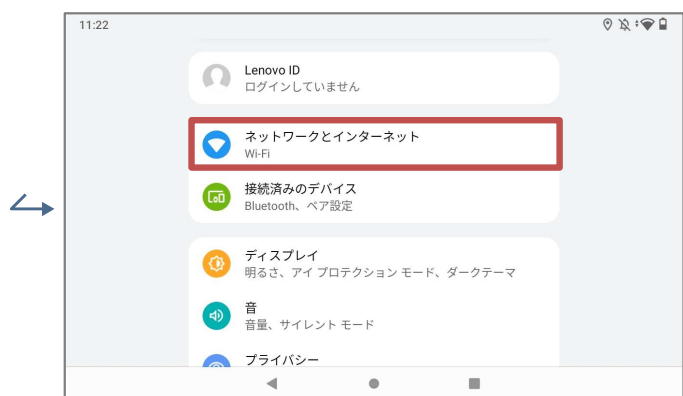 11:22
Lenovo ID
ログインしていません
ネットワークとインターネット
Wi-Fi
接続済みのデバイス
Bluetooth、ペア設定
ディスプレイ
明るさ、アイ プロテクション モード、ダークテーマ
音
音量、サイレント モード
プライバシー